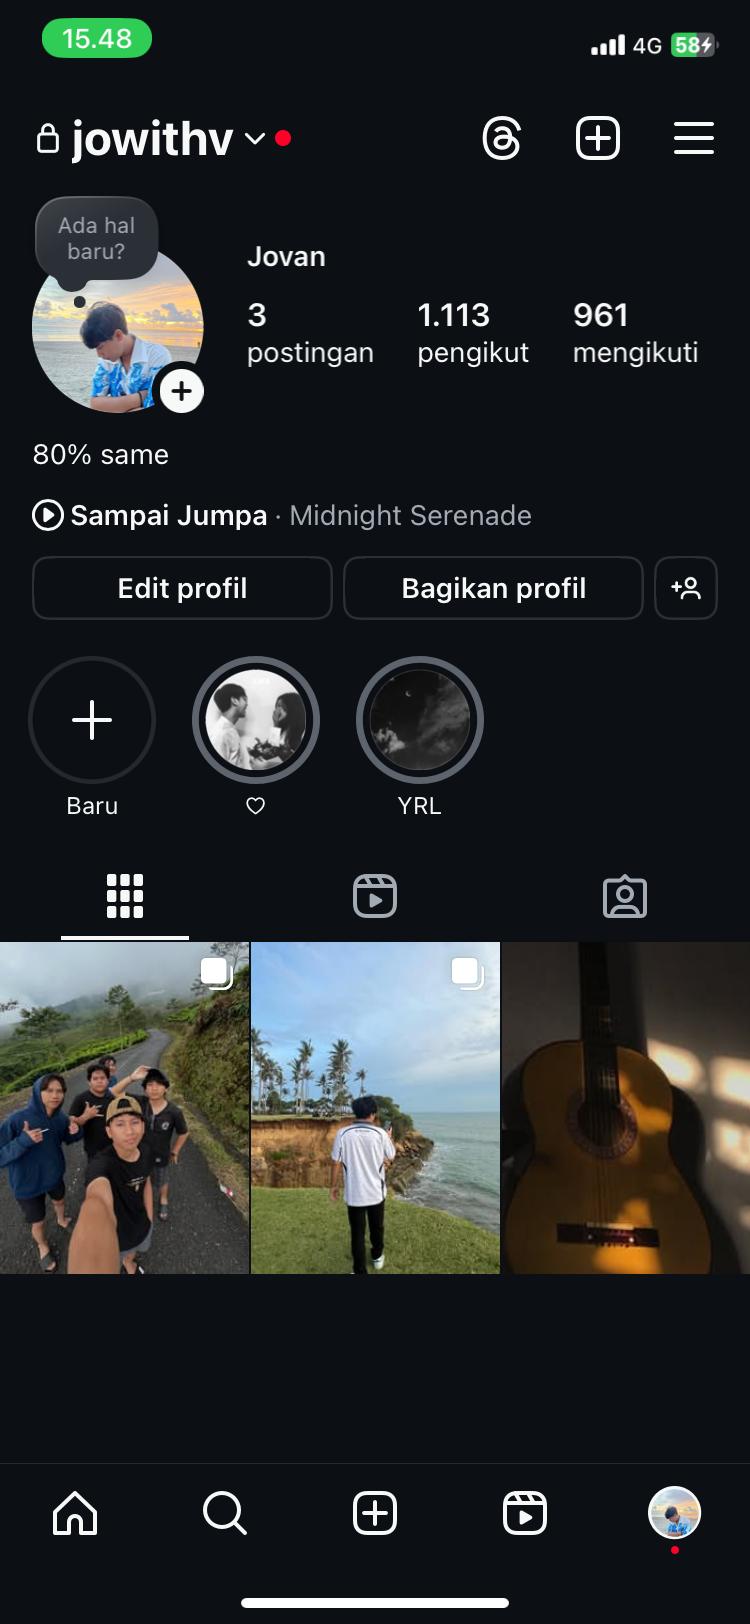 15.48
4G 58
jowithv
Ada hal
baru?
Jovan
3 1.113 961
postingan pengikut mengikuti
80% same
Sampai Jumpa · Midnight Serenade
Edit profil Bagikan profil
Baru ♡ YRL